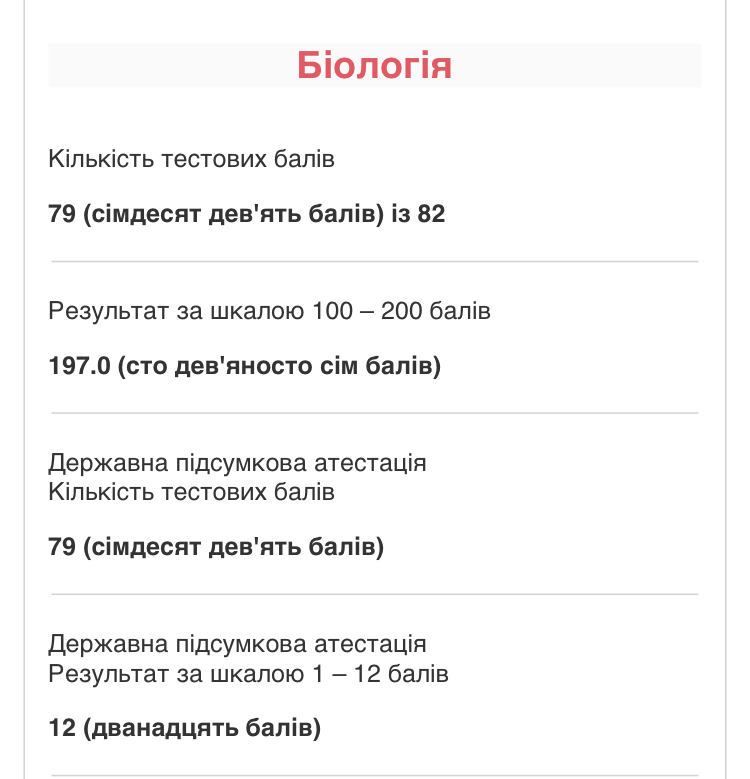 Біологія
Кількість тестових балів
79 (сімдесят дев'ять балів) із 82
Результат за шкалою 100 – 200 балів
197.0 (сто дев'яносто сім балів)
Державна підсумкова атестація
Кількість тестових балів
79 (сімдесят дев'ять балів)
Державна підсумкова атестація
Результат за шкалою 1 – 12 балів
12 (дванадцять балів)